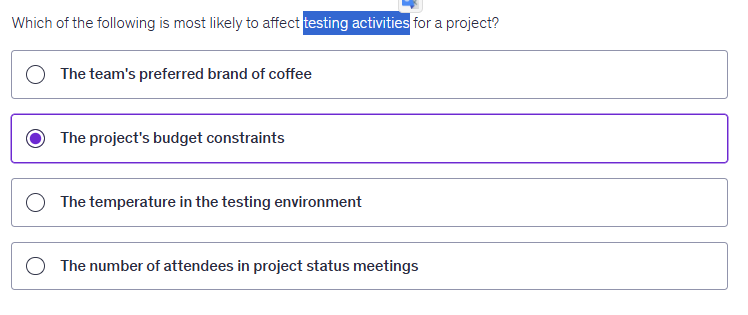 Which of the following is most likely to affect testing activities for a project?
The team's preferred brand of coffee
The project's budget constraints
The temperature in the testing environment
The number of attendees in project status meetings